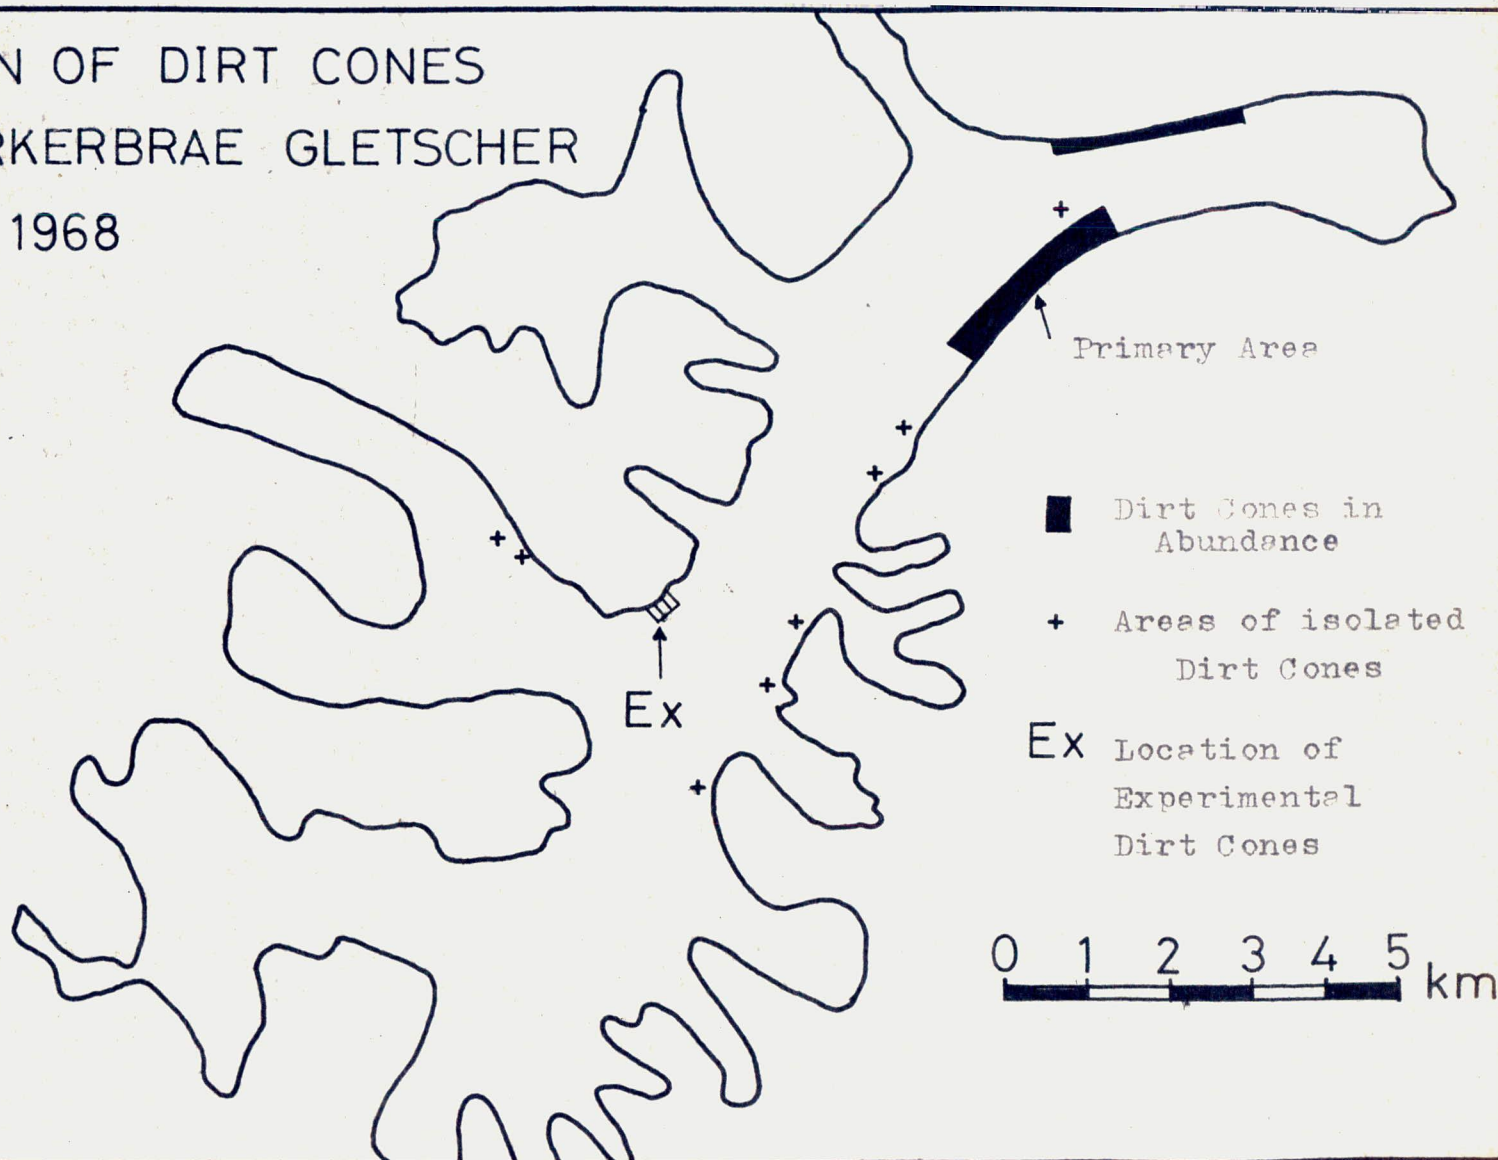 N OF DIRT CONES
RKERBRAE GLETSCHER
1968
Primary Area
Dirt Cones in
Abundance
+ Areas of isolated
Dirt Cones
Ex
Ex Location of
Experimental
Dirt Cones
0 1 2 3 4 5 km